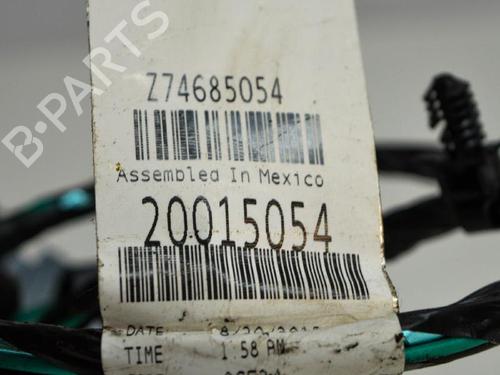 B-PARTS
Z74685054
Assembled In Mexico
20015054
DATE
TIME 1:58 AM